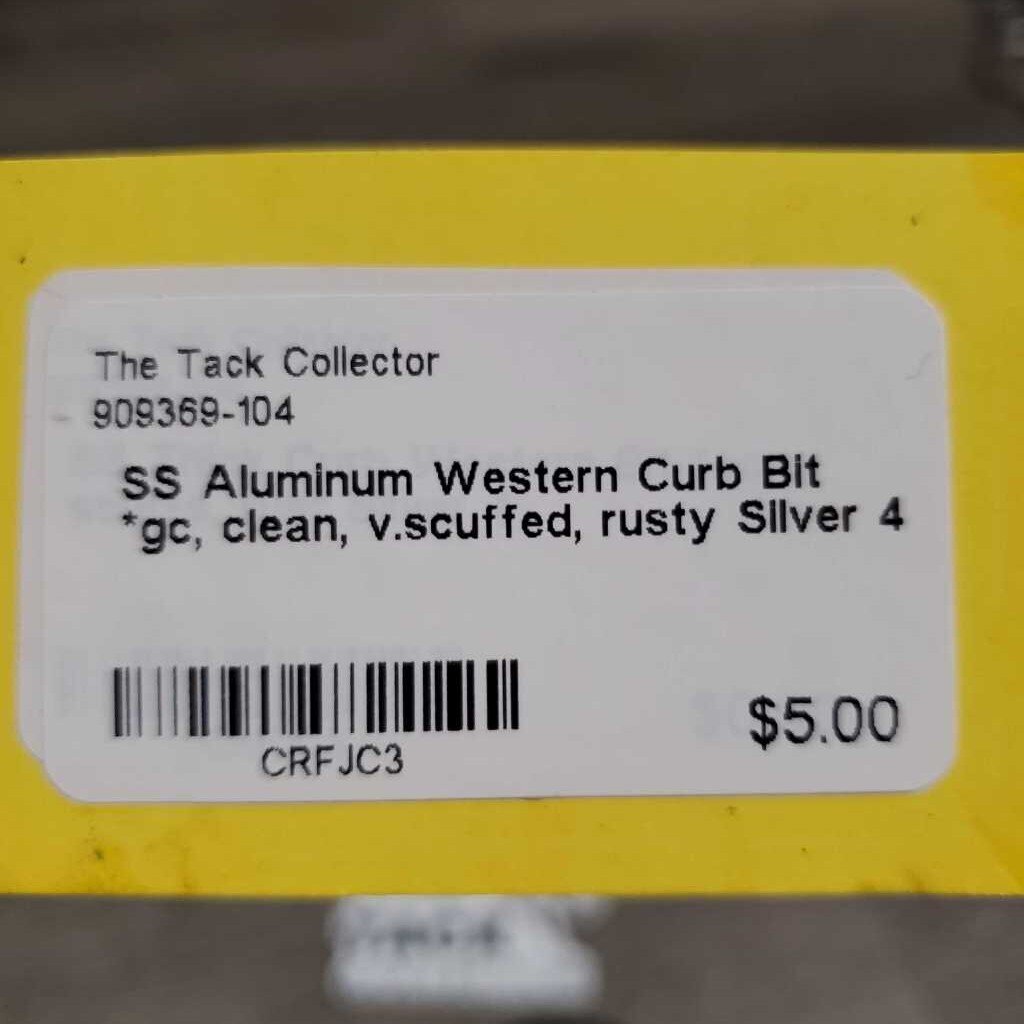 The Tack Collector
909369-104
SS Aluminum Western Curb Bit
*gc, clean, v.scuffed, rusty Silver 4
CRFJC3
$5.00